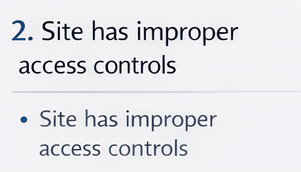 2. Site has improper
access controls
• Site has improper
access controls